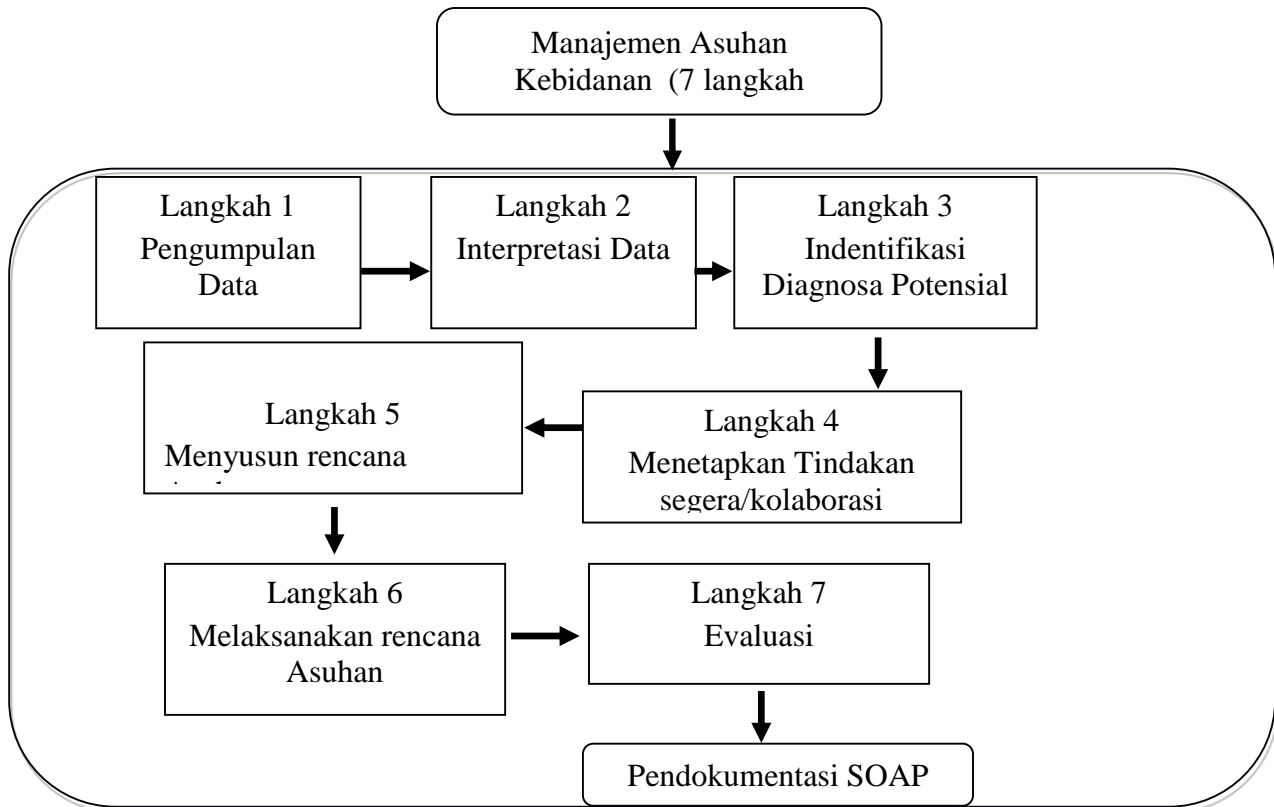 Manajemen Asuhan
Kebidanan (7 langkah
Langkah 1
Pengumpulan
Data
Langkah 2
Interpretasi Data
Langkah 3
Indentifikasi
Diagnosa Potensial
Langkah 4
Menetapkan Tindakan
segera/kolaborasi
Langkah 5
Menyusun rencana
Langkah 6
Melaksanakan rencana
Asuhan
Langkah 7
Evaluasi
Pendokumentasi SOAP